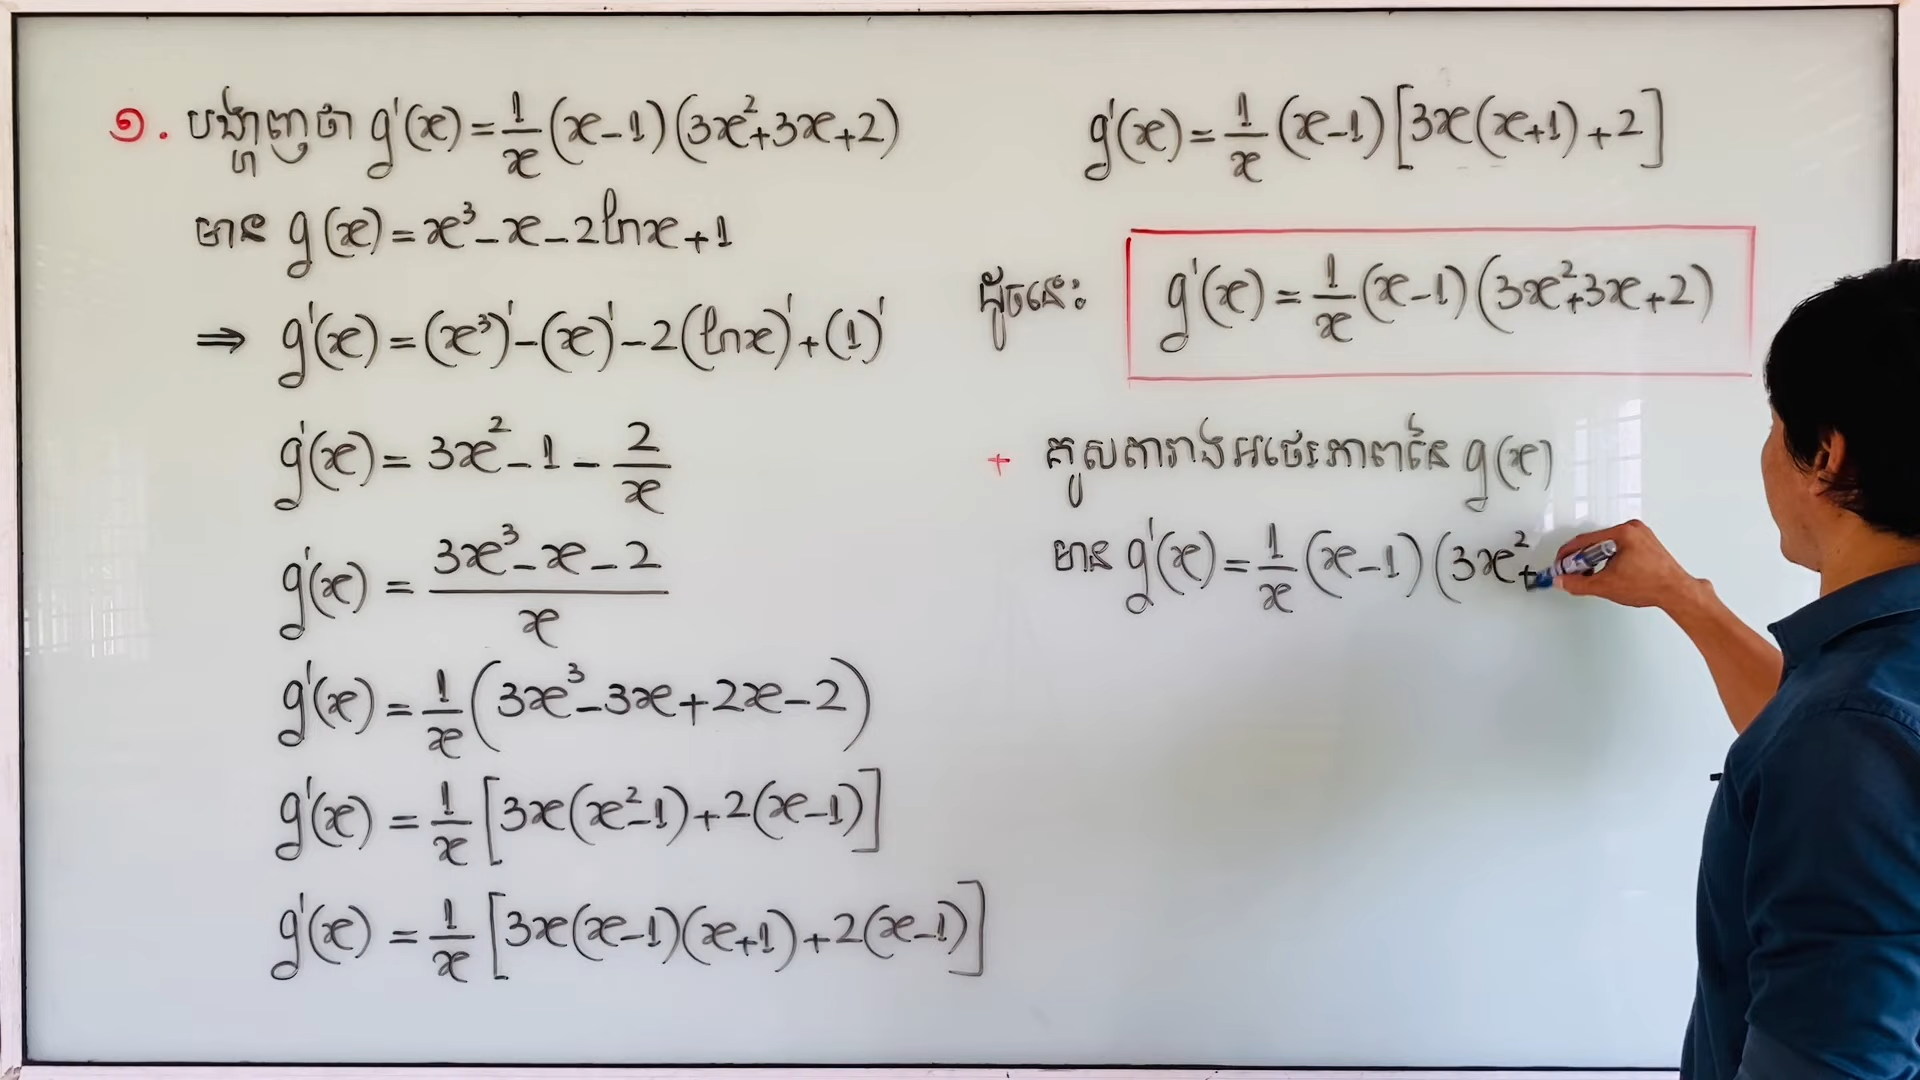 ១. បង្ហាញថា g'(x) = 1/x (x-1)(3x²+3x+2)
មាន g(x) = x³ - x - 2lnx + 1
⇒ g'(x) = (x³)' - (x)' - 2(lnx)' + (1)'
g'(x) = 3x² - 1 - 2/x
g'(x) = (3x³ - x - 2)/x
g'(x) = 1/x (3x³ - 3x + 2x - 2)
g'(x) = 1/x [3x(x²-1) + 2(x-1)]
g'(x) = 1/x [3x(x-1)(x+1) + 2(x-1)]
g'(x) = 1/x (x-1)[3x(x+1) + 2]
ដូចនេះ: g'(x) = 1/x (x-1)(3x²+3x+2)
+ គូសតារាងអថេរភាពនៃ g(x)
មាន g'(x) = 1/x (x-1)(3x²+